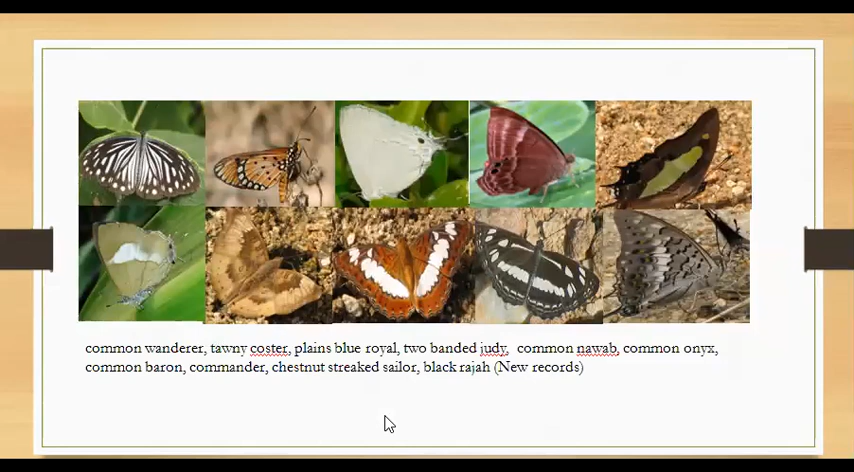 common wanderer, tawny coster, plains blue royal, two banded judy, common nawab, common onyx,
common baron, commander, chestnut streaked sailor, black rajah (New records)